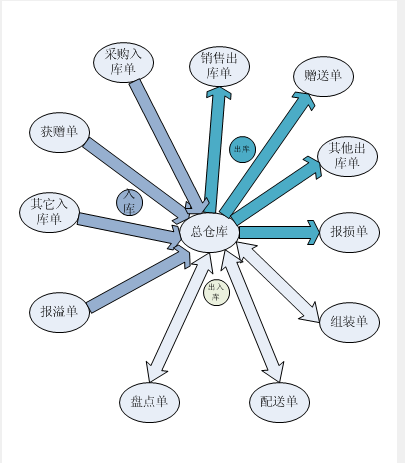 采购入
库单
销售出
库单
赠送单
获赠单
出库
其他出
库单
入
库
其它入
库单
总仓库
报损单
出入
库
报溢单
组装单
盘点单
配送单